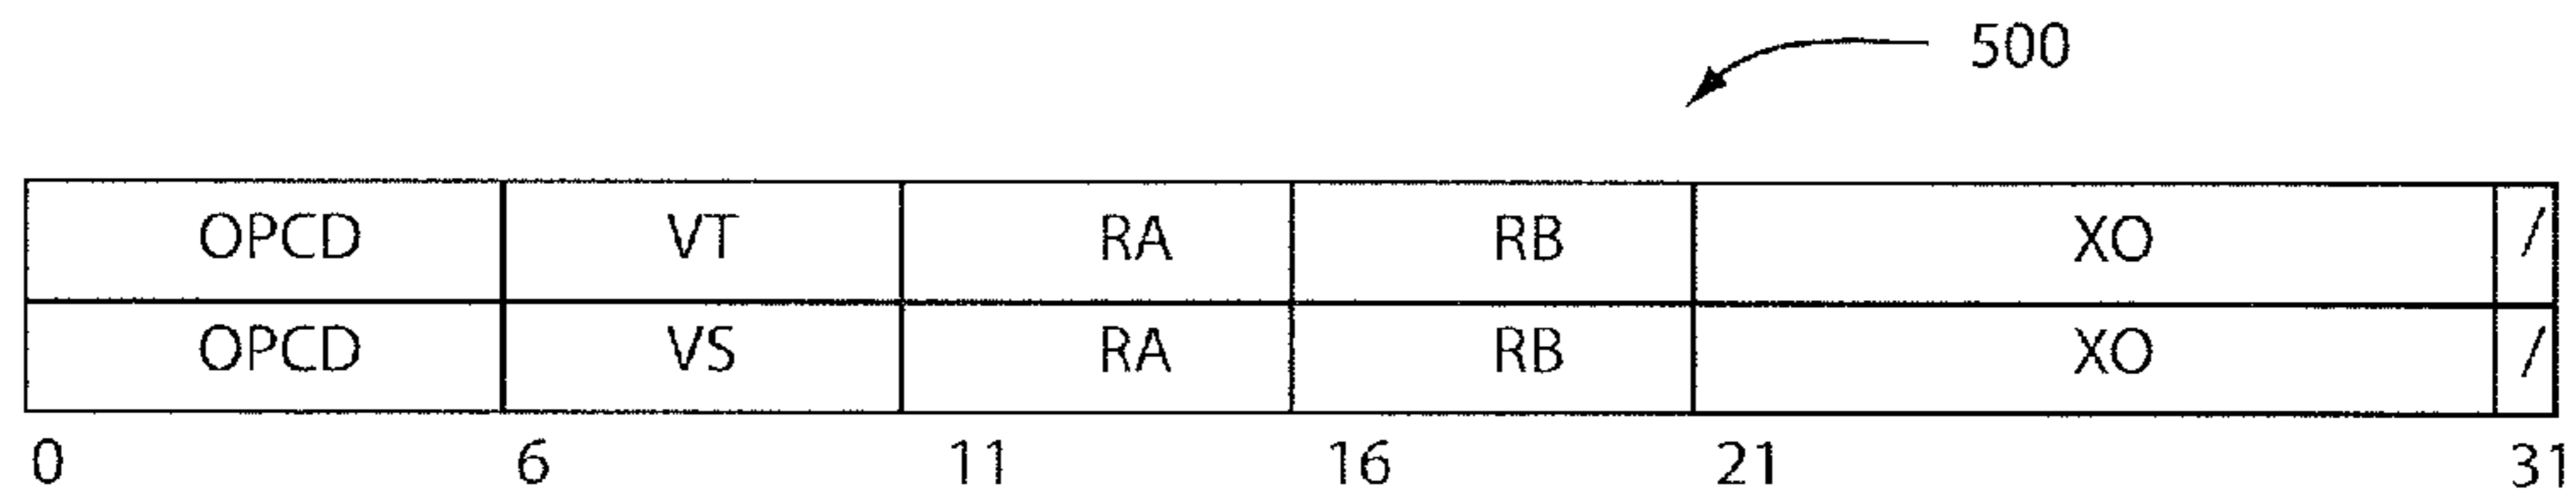 500
OPCD VT RA RB XO /
OPCD VS RA RB XO /
0 6 11 16 21 31